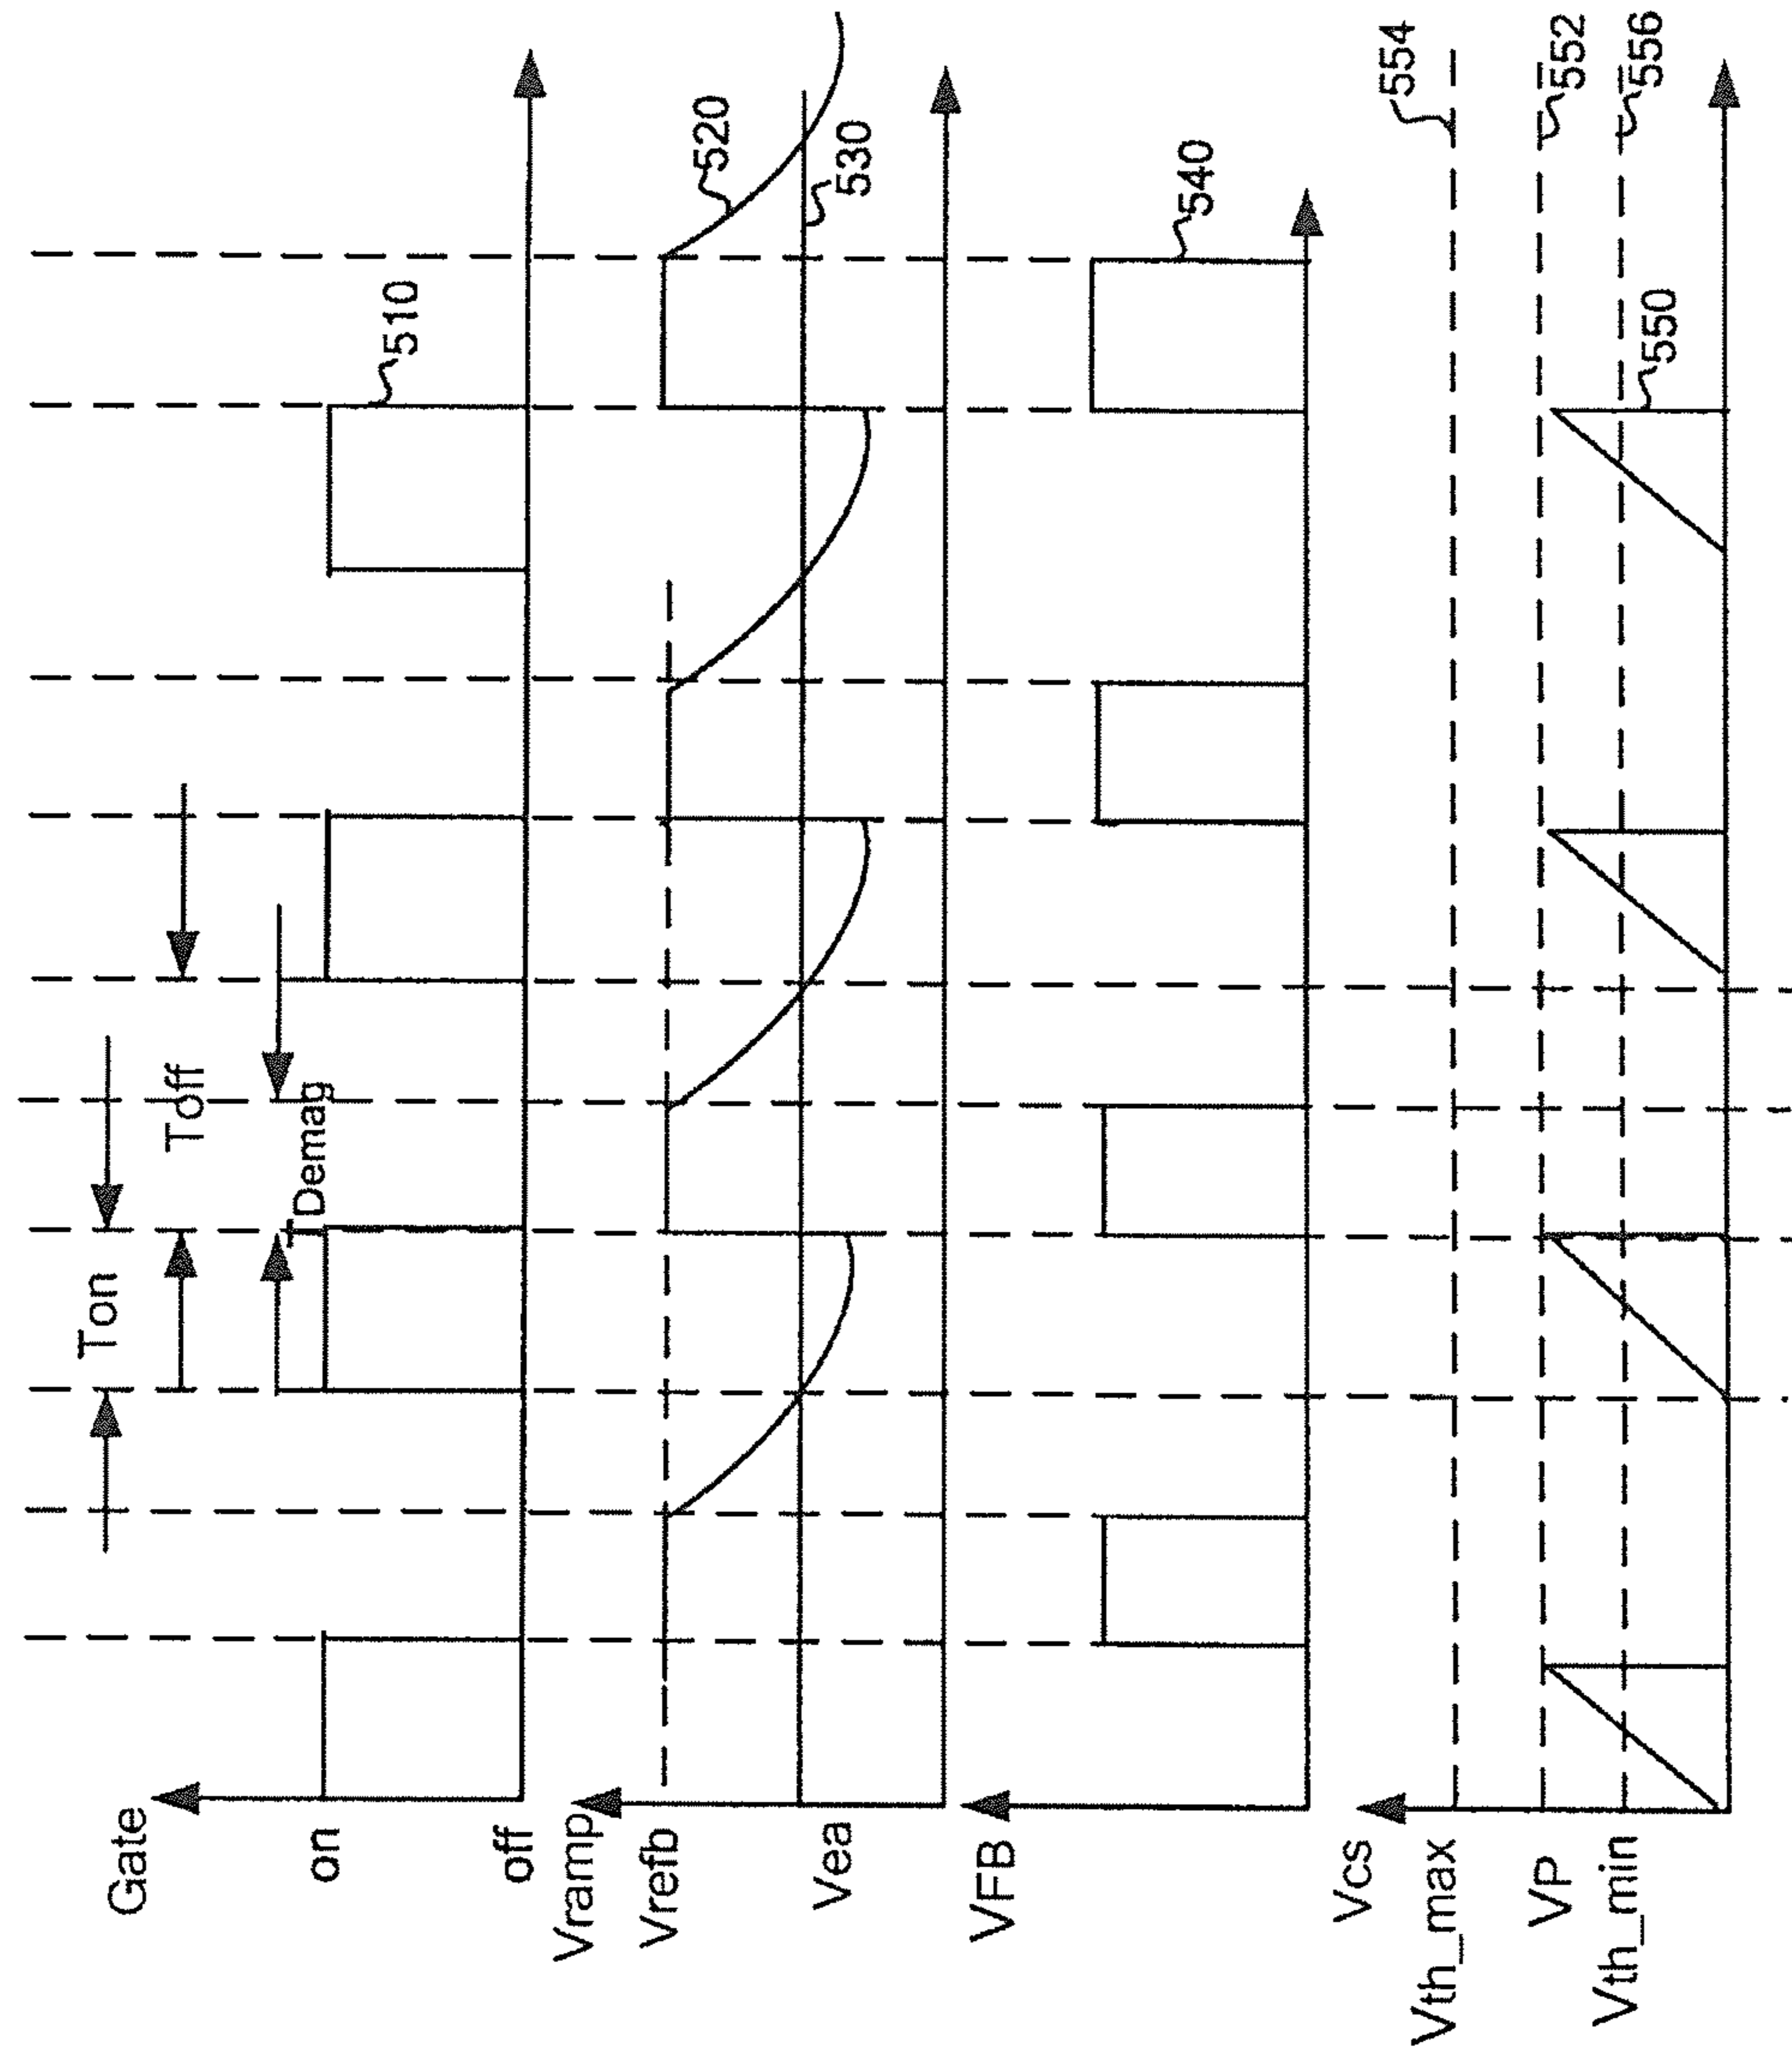 Gate
on
off
Ton
Toff
TDemag
510
Vramp
Vrefb
Vea
520
530
VFB
540
Vcs
Vth_max
VP
Vth_min
554
552
556
550